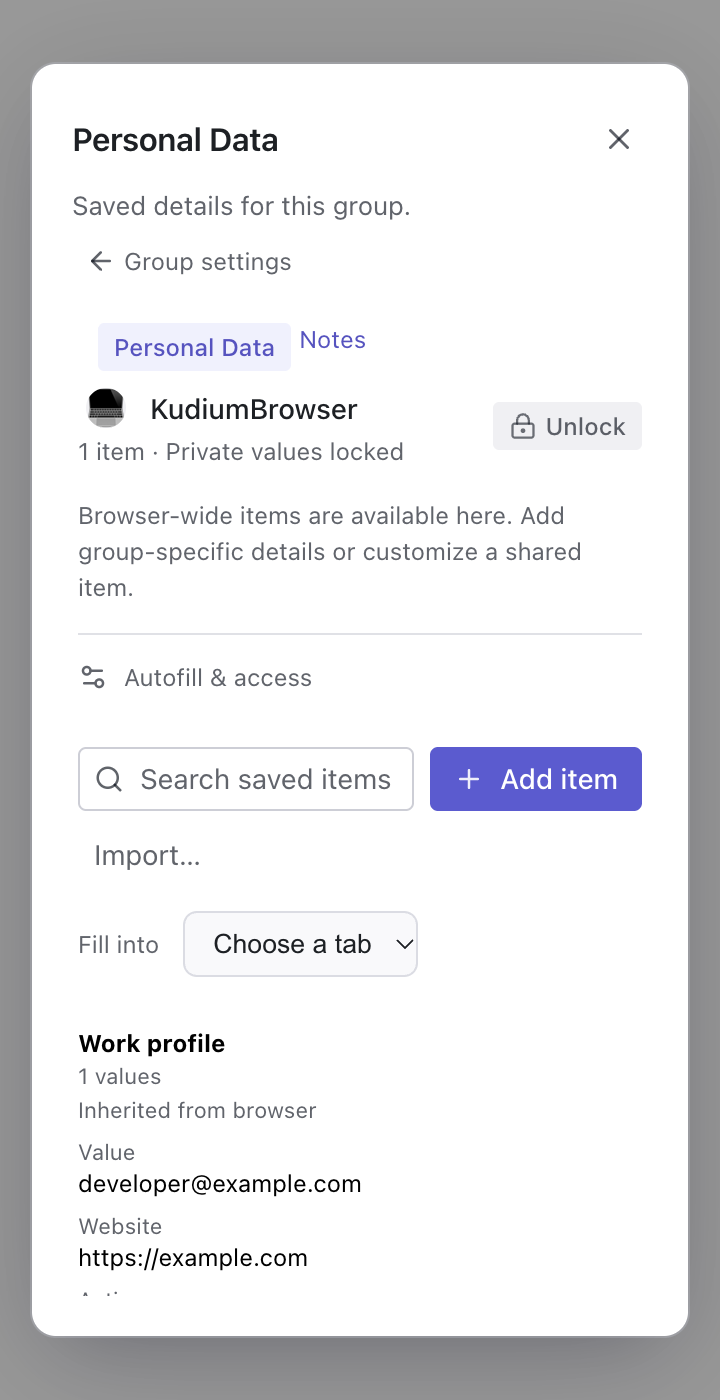 Personal Data
Saved details for this group.
Group settings
Personal Data
Notes
KudiumBrowser
Unlock
1 item · Private values locked
Browser-wide items are available here. Add
group-specific details or customize a shared
item.
Autofill & access
Search saved items
Add item
Import...
Fill into
Choose a tab
Work profile
1 values
Inherited from browser
Value
developer@example.com
Website
https://example.com